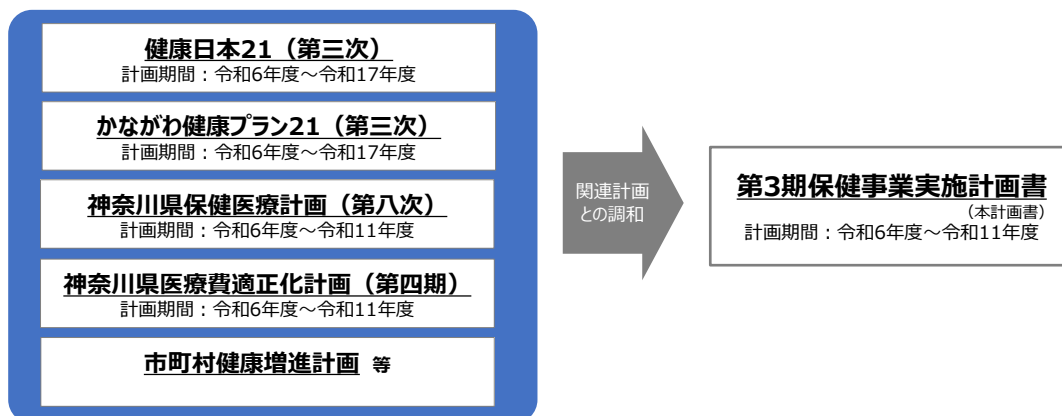 健康日本21（第三次）
計画期間：令和6年度～令和17年度
かながわ健康プラン21（第三次）
計画期間：令和6年度～令和17年度
神奈川県保健医療計画（第八次）
計画期間：令和6年度～令和11年度
神奈川県医療費適正化計画（第四期）
計画期間：令和6年度～令和11年度
市町村健康増進計画 等
関連計画
との調和
第3期保健事業実施計画書
（本計画書）
計画期間：令和6年度～令和11年度